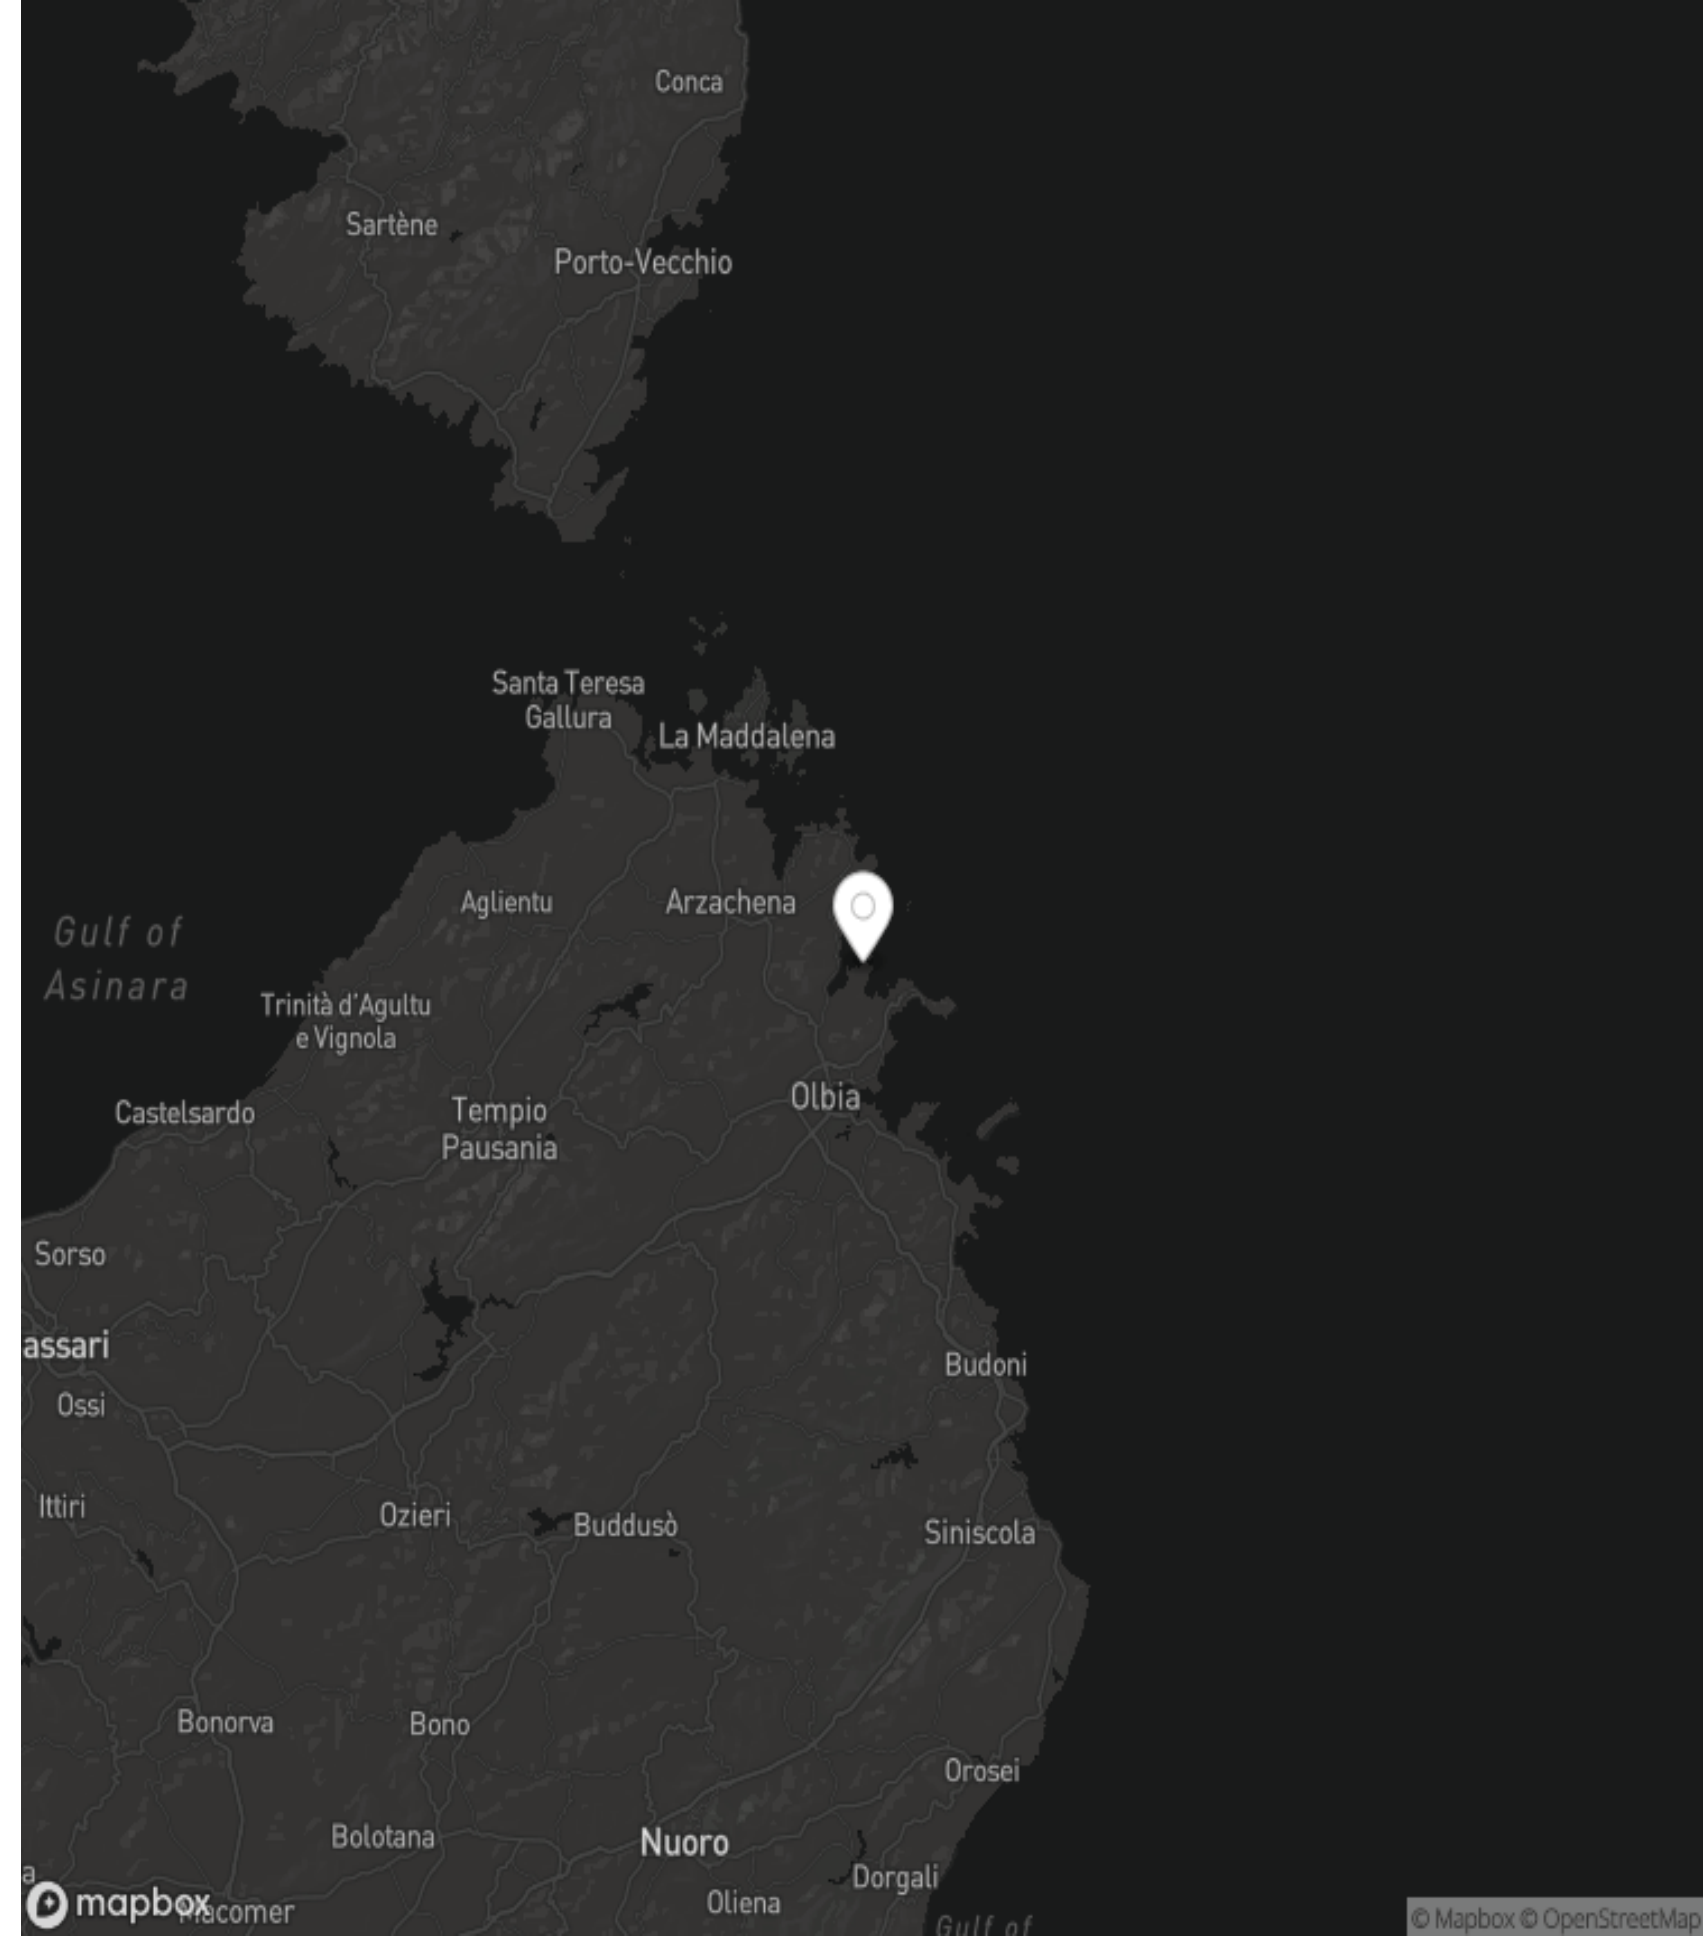 Conca
Sartène
Porto-Vecchio
Santa Teresa
Gallura
La Maddalena
Aglientu
Arzachena
Gulf of
Asinara
Trinità d'Agultu
e Vignola
Castelsardo
Tempio
Pausania
Olbia
Sorso
assari
Budoni
Ossi
Ittiri
Ozieri
Buddusò
Siniscola
Bonorva
Bono
Orosei
Bolotana
Nuoro
Dorgali
a
mapbox
Macomer
Oliena
Gulf of
© Mapbox © OpenStreetMap